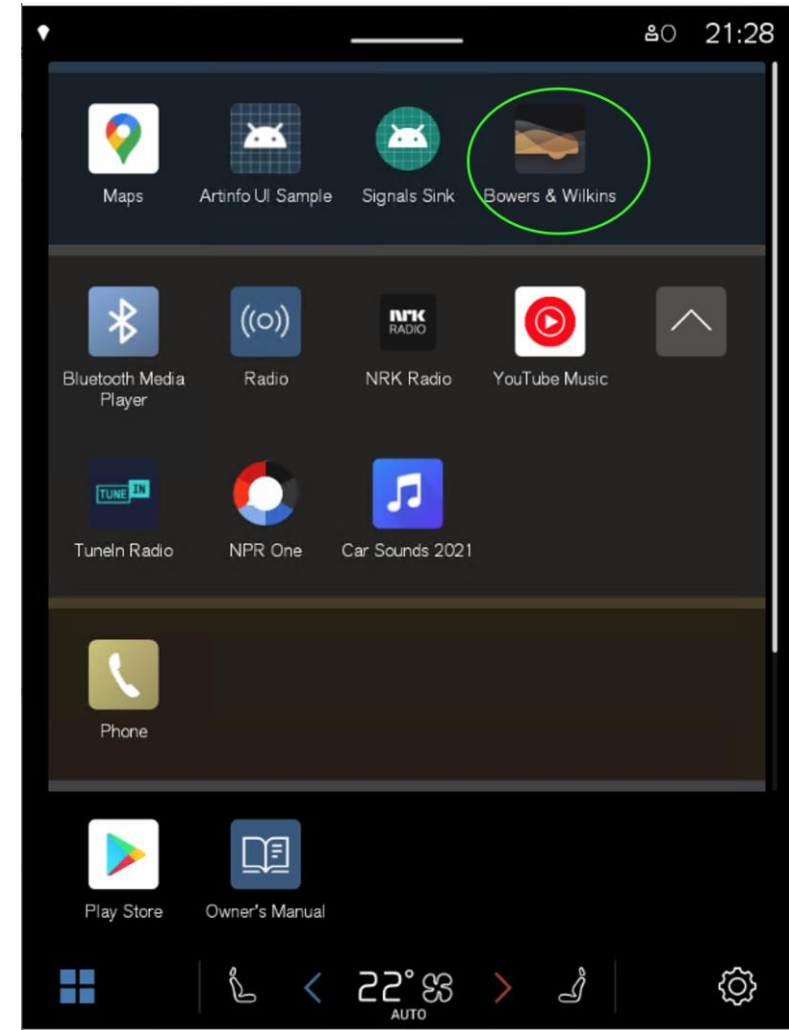 21:28
Maps
Artinfo UI Sample
Signals Sink
Bowers & Wilkins
nrk
RADIO
Bluetooth Media
Player
Radio
NRK Radio
YouTube Music
TUNE IN
TuneIn Radio
NPR One
Car Sounds 2021
Phone
Play Store
Owner's Manual
22°
AUTO